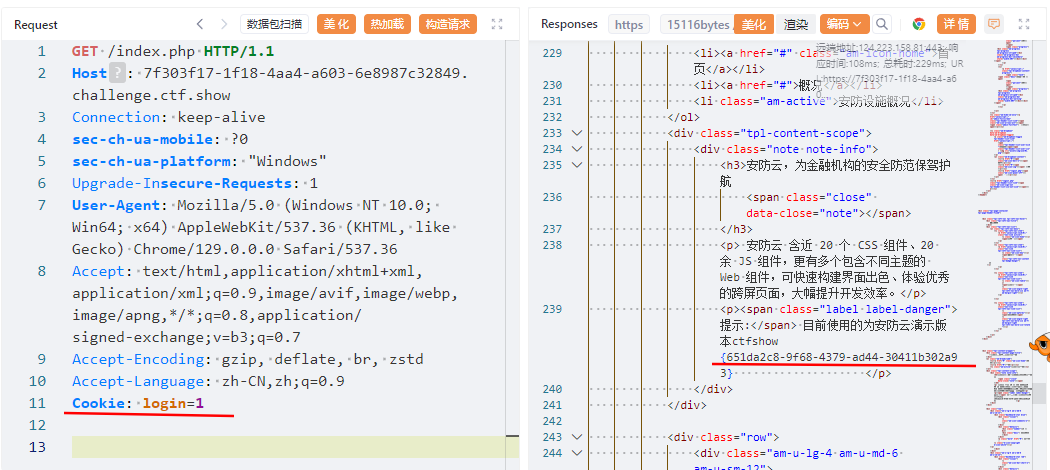 Request 数据包扫描 美化 热加载 构造请求
1 GET /index.php HTTP/1.1
2 Host ? : 7f303f17-1f18-4aa4-a603-6e8987c32849.
challenge.ctf.show
3 Connection: keep-alive
4 sec-ch-ua-mobile: ?0
5 sec-ch-ua-platform: "Windows"
6 Upgrade-Insecure-Requests: 1
7 User-Agent: Mozilla/5.0 (Windows NT 10.0;
Win64; x64) AppleWebKit/537.36 (KHTML, like
Gecko) Chrome/129.0.0.0 Safari/537.36
8 Accept: text/html,application/xhtml+xml,
application/xml;q=0.9,image/avif,image/webp,
image/apng,*/*;q=0.8,application/
signed-exchange;v=b3;q=0.7
9 Accept-Encoding: gzip, deflate, br, zstd
10 Accept-Language: zh-CN,zh;q=0.9
11 Cookie: login=1
12
13
Responses https 15116bytes 美化 渲染 编码 详情
远端地址:124.223.158.81:443; 响
应时间:108ms; 总耗时:229ms; UR
L:https://7f303f17-1f18-4aa4-a6
0
229 <li><a href="#" class="am-icon-home">首
页</a></li>
230 <li><a href="#">概况</a></li>
231 <li class="am-active">安防设施概况</li>
232 </ol>
233 <div class="tpl-content-scope">
234 <div class="note note-info">
235 <h3>安防云，为金融机构的安全防范保驾护
航
236 <span class="close"
data-close="note"></span>
237 </h3>
238 <p> 安防云 含近 20 个 CSS 组件、20
余 JS 组件，更有多个包含不同主题的
Web 组件，可快速构建界面出色、体验优秀
的跨屏页面，大幅提升开发效率。</p>
239 <p><span class="label label-danger">
提示:</span> 目前使用的为安防云演示版
本ctfshow
{651da2c8-9f68-4379-ad44-30411b302a9
3} </p>
240 </div>
241 </div>
242
243 <div class="row">
244 <div class="am-u-lg-4 am-u-md-6
am-u-sm-12">